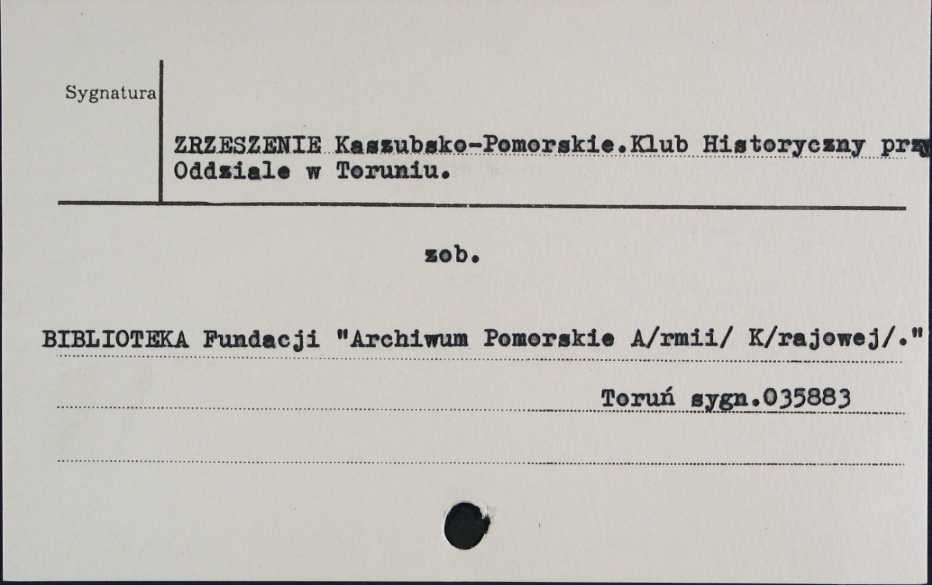 Sygnatura
ZRZESZENIE Kaszubsko-Pomorskie.Klub Historyczny przy
Oddziale w Toruniu.
zob.
BIBLIOTEKA Fundacji "Archiwum Pomorskie A/rmii/ K/rajowej/."
Toruń sygn.035883